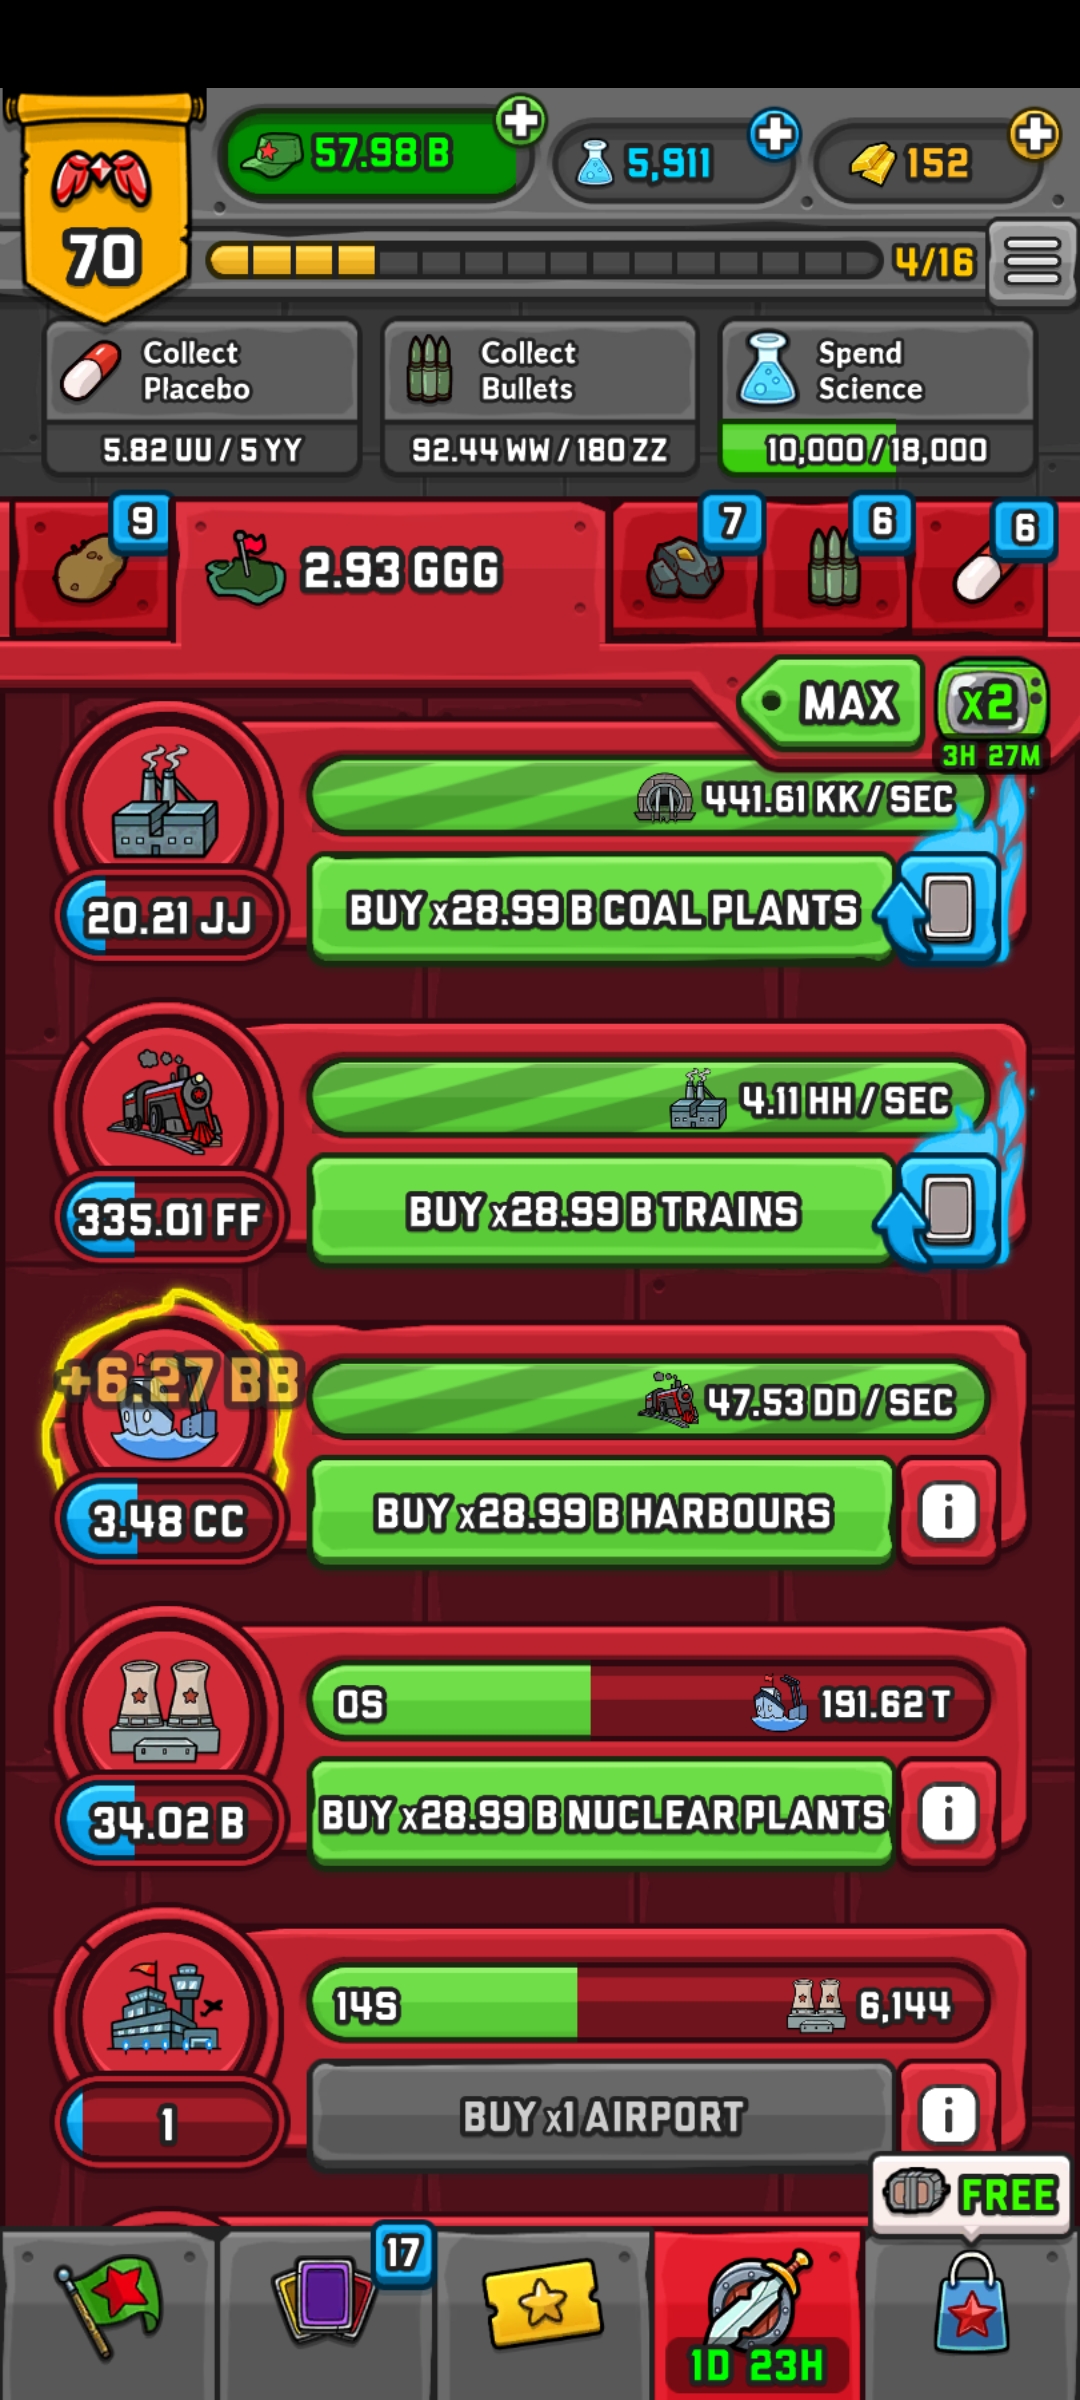 57.98 B
5,911
152
70
4/16
Collect
Placebo
5.82 UU / 5 YY
Collect
Bullets
92.44 WW / 180 ZZ
Spend
Science
10,000 / 18,000
9
2.93 GGG
7
6
6
MAX
x2
3H 27M
441.61 KK / SEC
20.21 JJ
BUY x28.99 B COAL PLANTS
4.11 HH / SEC
335.01 FF
BUY x28.99 B TRAINS
+6.27 BB
47.53 DD / SEC
3.48 CC
BUY x28.99 B HARBOURS
i
0S
191.62 T
34.02 B
BUY x28.99 B NUCLEAR PLANTS
i
14S
6,144
1
BUY x1 AIRPORT
i
FREE
17
1D 23H